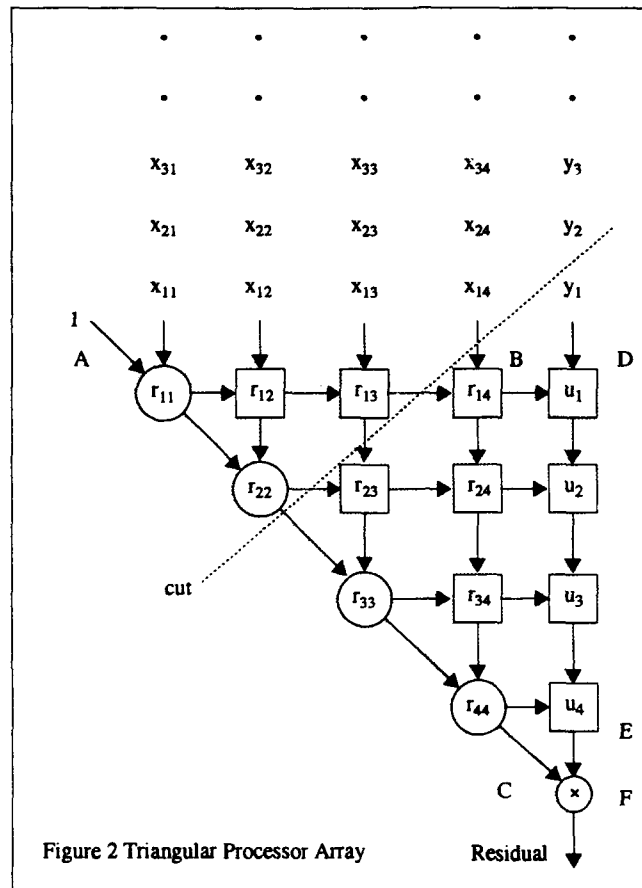 x31 x32 x33 x34 y3
x21 x22 x23 x24 y2
x11 x12 x13 x14 y1
1
A B D
r11 r12 r13 r14 u1
r22 r23 r24 u2
cut
r33 r34 u3
r44 u4
E
C × F
Figure 2 Triangular Processor Array Residual